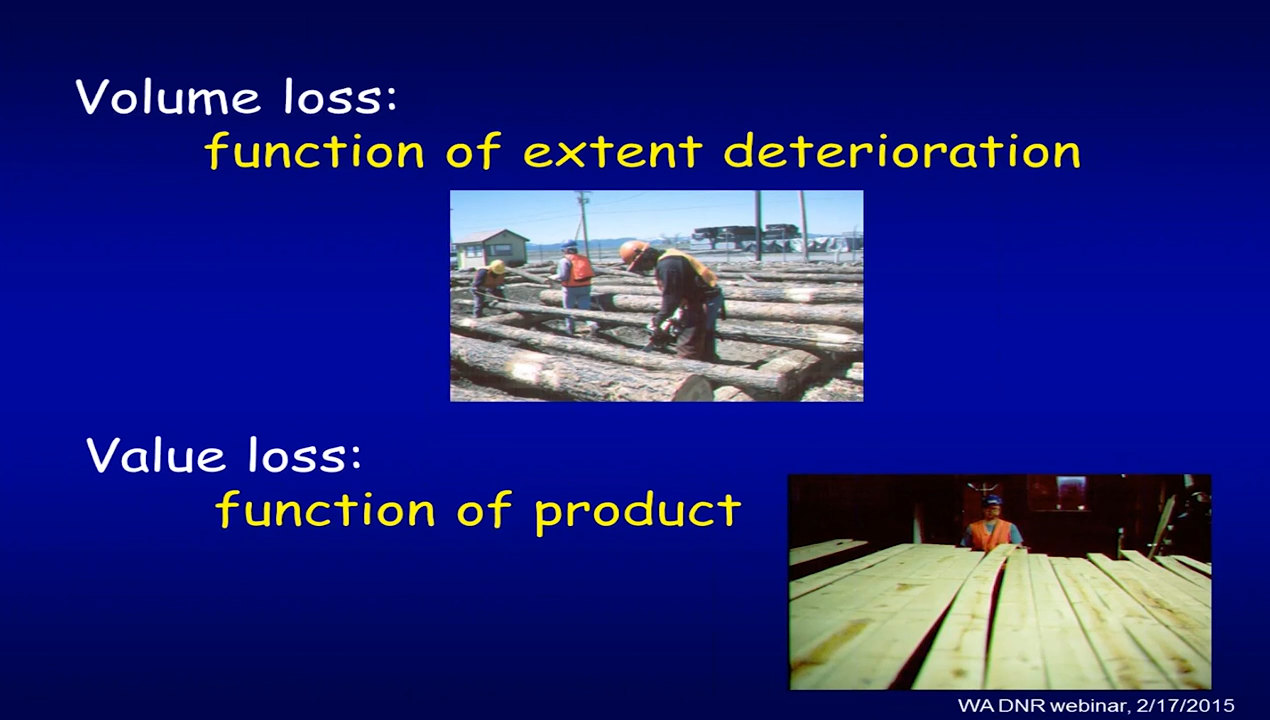 Volume loss:
function of extent deterioration
Value loss:
function of product
WA DNR webinar, 2/17/2015